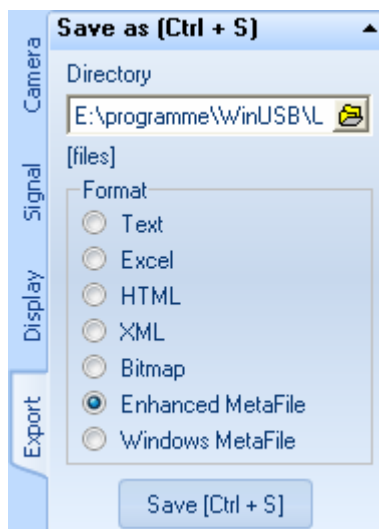 Save as (Ctrl + S)
Camera
Signal
Display
Export
Directory
E:\programme\WinUSB\L
[files]
Format
Text
Excel
HTML
XML
Bitmap
Enhanced MetaFile
Windows MetaFile
Save [Ctrl + S]